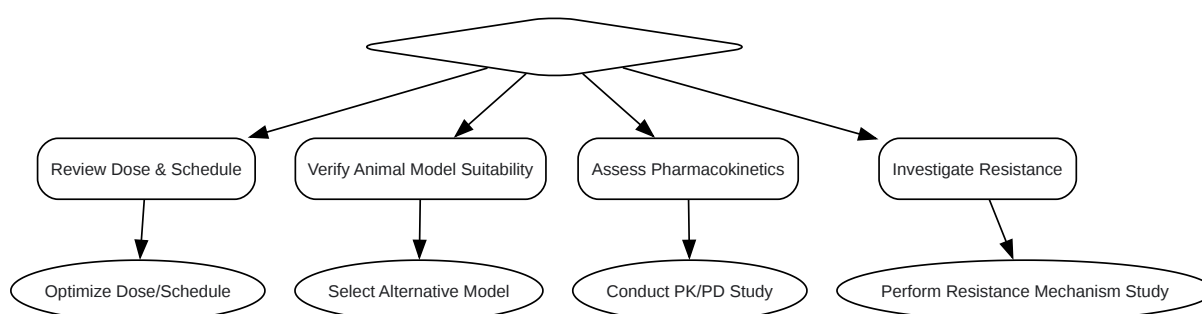 Review Dose & Schedule
Verify Animal Model Suitability
Assess Pharmacokinetics
Investigate Resistance
Optimize Dose/Schedule
Select Alternative Model
Conduct PK/PD Study
Perform Resistance Mechanism Study